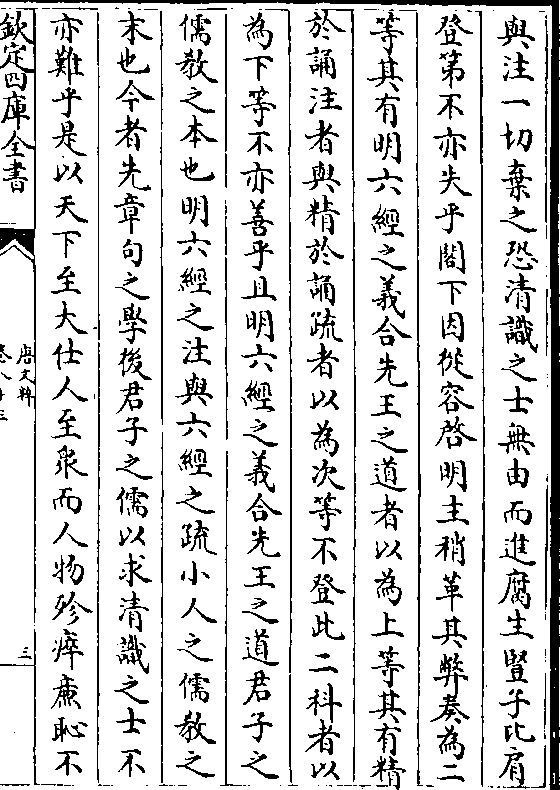 與注一切棄之恐清識之士無由而進腐生豎子比肩
登第不亦失乎閣下因從容啓明主稍革其弊奏為二
等其有明六經之義合先王之道者以為上等其有精
於誦注者與精於誦疏者以為次等不登此二科者以
為下等不亦善乎且明六經之義合先王之道君子之
儒教之本也明六經之注與六經之疏小人之儒教之
末也今者先章句之學後君子之儒以求清識之士不
亦難乎是以天下至大仕人至衆而人物殄瘁廉恥不
欽定四庫全書
唐文粹
三